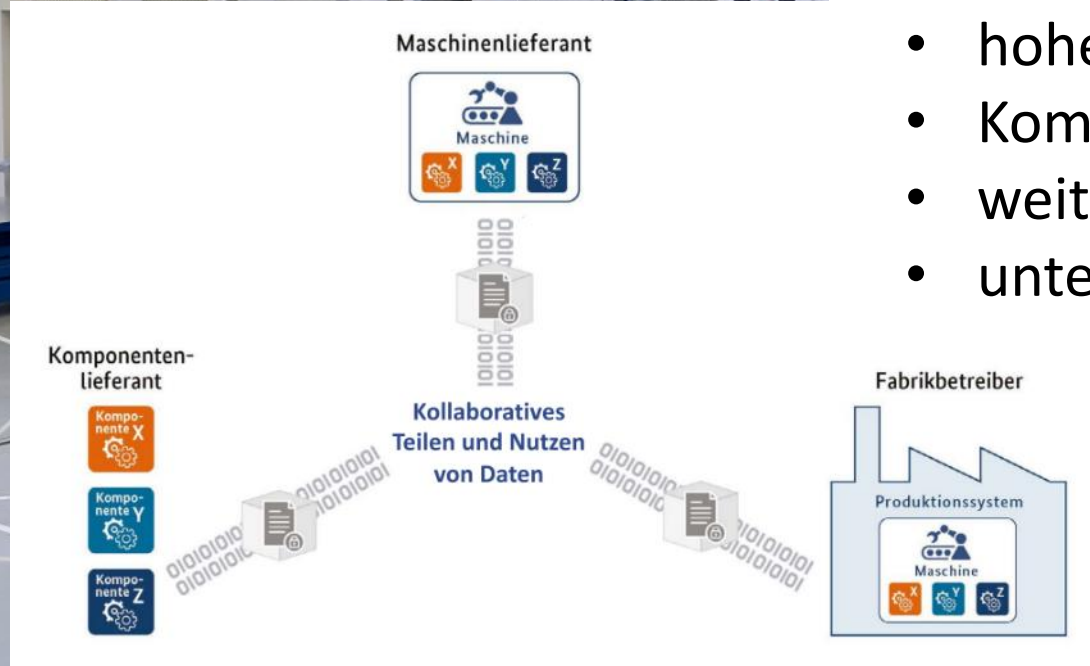 Maschinenlieferant
Maschine
X
Y
Z
Komponenten-
lieferant
Kompo-
nente X
Kompo-
nente Y
Kompo-
nente Z
Kollaboratives
Teilen und Nutzen
von Daten
Fabrikbetreiber
Produktionssystem
Maschine
X
Y
Z
• hohe
• Kom
• weit
• unte